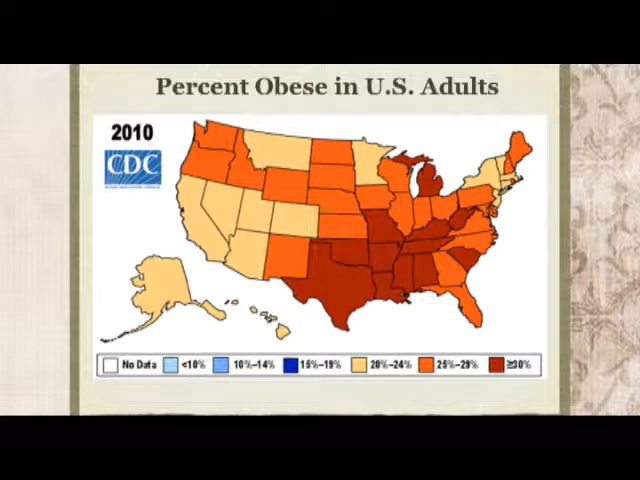 Percent Obese in U.S. Adults
2010
CDC
No Data <10% 10%–14% 15%–19% 20%–24% 25%–29% ≥30%